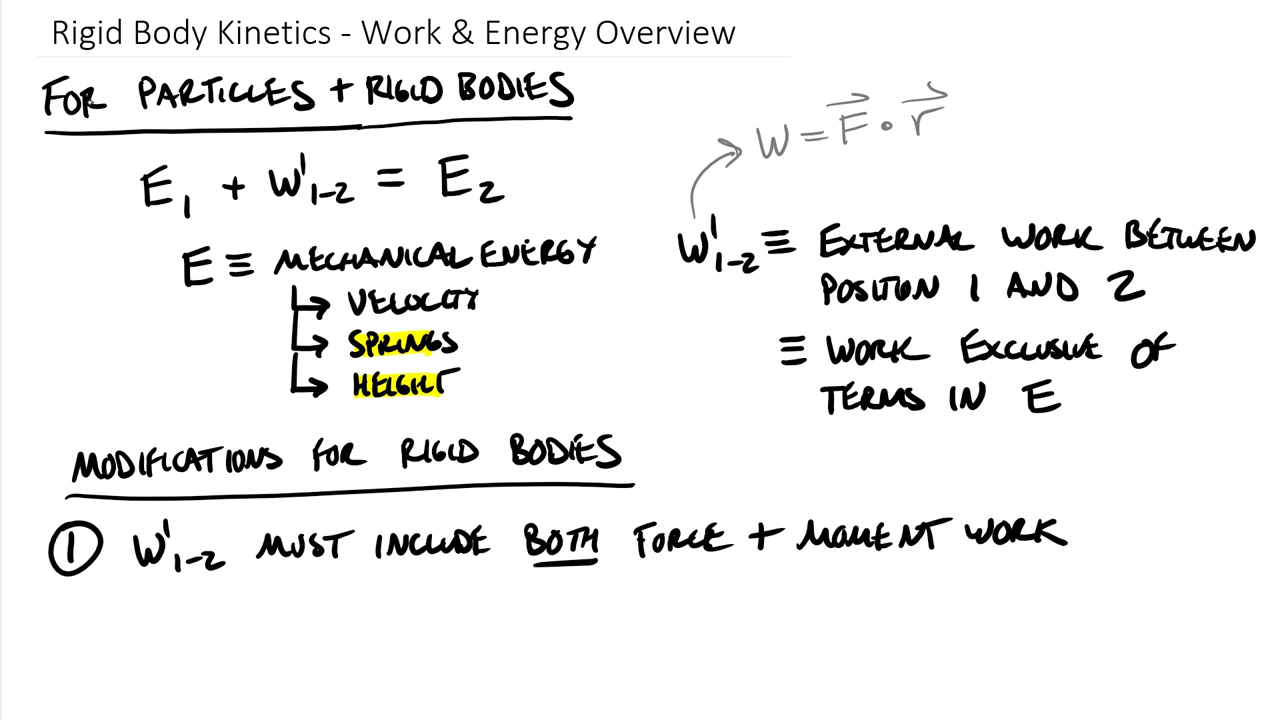 Rigid Body Kinetics - Work & Energy Overview
FOR PARTICLES + RIGID BODIES
E₁ + W'₁₋₂ = E₂
E ≡ MECHANICAL ENERGY
↳ VELOCITY
↳ SPRINGS
↳ HEIGHT
W = F⃗ • r⃗
W'₁₋₂ ≡ EXTERNAL WORK BETWEEN
POSITION 1 AND 2
≡ WORK EXCLUSIVE OF
TERMS IN E
MODIFICATIONS FOR RIGID BODIES
① W'₁₋₂ MUST INCLUDE BOTH FORCE + MOMENT WORK